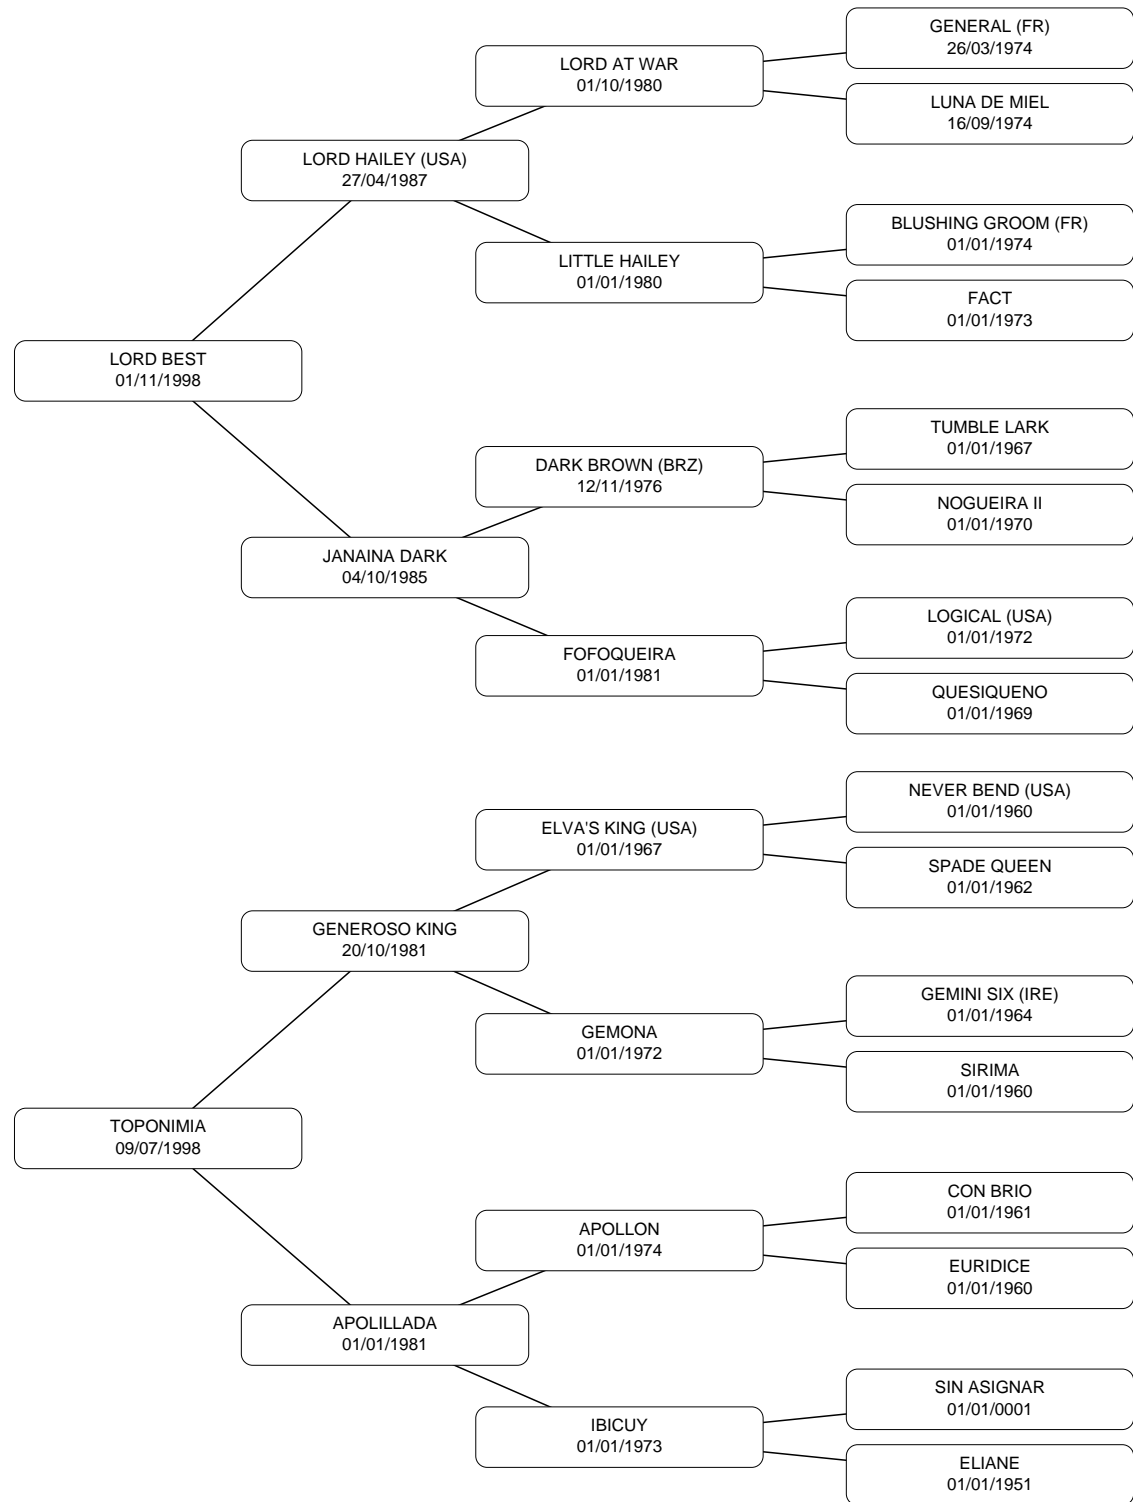 GENERAL (FR)
26/03/1974
LORD AT WAR
01/10/1980
LUNA DE MIEL
16/09/1974
LORD HAILEY (USA)
27/04/1987
BLUSHING GROOM (FR)
01/01/1974
LITTLE HAILEY
01/01/1980
FACT
01/01/1973
LORD BEST
01/11/1998
TUMBLE LARK
01/01/1967
DARK BROWN (BRZ)
12/11/1976
NOGUEIRA II
01/01/1970
JANAINA DARK
04/10/1985
LOGICAL (USA)
01/01/1972
FOFOQUEIRA
01/01/1981
QUESIQUENO
01/01/1969
NEVER BEND (USA)
01/01/1960
ELVA'S KING (USA)
01/01/1967
SPADE QUEEN
01/01/1962
GENEROSO KING
20/10/1981
GEMINI SIX (IRE)
01/01/1964
GEMONA
01/01/1972
SIRIMA
01/01/1960
TOPONIMIA
09/07/1998
CON BRIO
01/01/1961
APOLLON
01/01/1974
EURIDICE
01/01/1960
APOLILLADA
01/01/1981
SIN ASIGNAR
01/01/0001
IBICUY
01/01/1973
ELIANE
01/01/1951